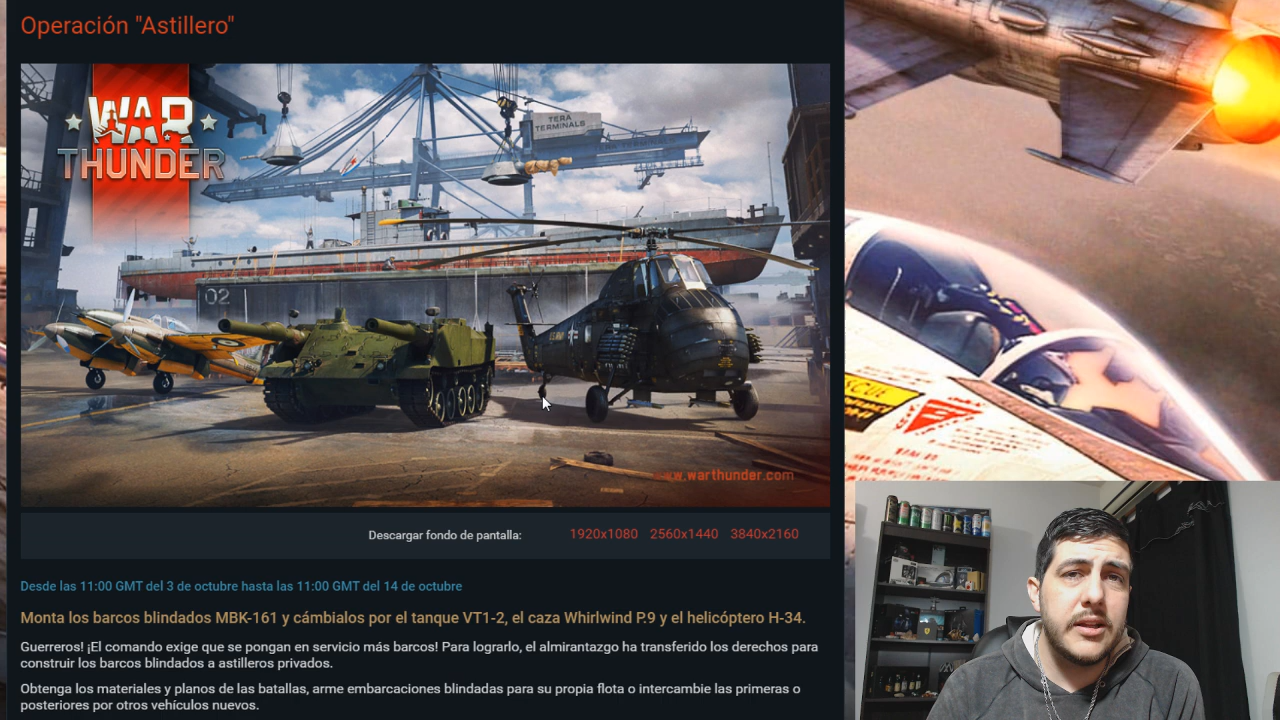 Operación "Astillero"
WAR
THUNDER
TERA
TERMINALS
02
www.warthunder.com
Descargar fondo de pantalla:
1920x1080 2560x1440 3840x2160
Desde las 11:00 GMT del 3 de octubre hasta las 11:00 GMT del 14 de octubre
Monta los barcos blindados MBK-161 y cámbialos por el tanque VT1-2, el caza Whirlwind P.9 y el helicóptero H-34.
Guerreros! ¡El comando exige que se pongan en servicio más barcos! Para lograrlo, el almirantazgo ha transferido los derechos para
construir los barcos blindados a astilleros privados.
Obtenga los materiales y planos de las batallas, arme embarcaciones blindadas para su propia flota o intercambie las primeras o
posteriores por otros vehículos nuevos.